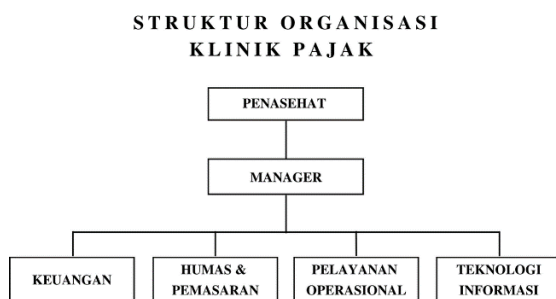 STRUKTUR ORGANISASI
KLINIK PAJAK
PENASEHAT
MANAGER
KEUANGAN
HUMAS &
PEMASARAN
PELAYANAN
OPERASIONAL
TEKNOLOGI
INFORMASI